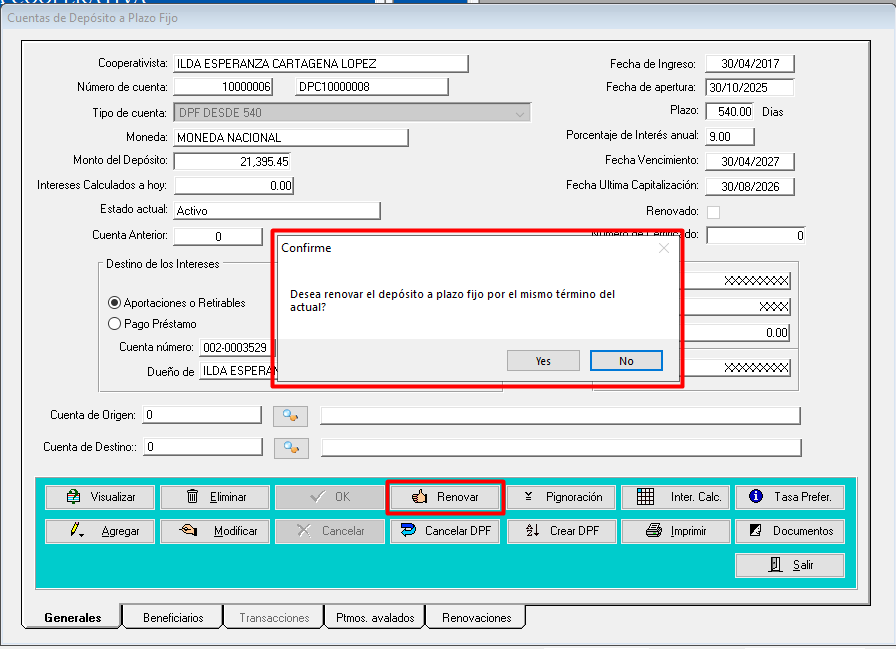 Cuentas de Depósito a Plazo Fijo
Cooperativista: ILDA ESPERANZA CARTAGENA LOPEZ
Fecha de Ingreso: 30/04/2017
Número de cuenta: 10000006 DPC10000008
Fecha de apertura: 30/10/2025
Tipo de cuenta: DPF DESDE 540
Plazo: 540.00 Dias
Moneda: MONEDA NACIONAL
Porcentaje de Interés anual: 9.00
Monto del Depósito: 21,395.45
Fecha Vencimiento: 30/04/2027
Intereses Calculados a hoy: 0.00
Fecha Ultima Capitalización: 30/08/2026
Estado actual: Activo
Renovado:
Cuenta Anterior: 0
0
Destino de los Intereses
Aportaciones o Retirables
Pago Préstamo
Cuenta número: 002-0003529
Dueño de ILDA
Confirme
Desea renovar el depósito a plazo fijo por el mismo término del
actual?
Yes No
XXXXXXXXX
XXXX
0.00
XXXXXXXXX
Cuenta de Origen: 0
Cuenta de Destino:: 0
Visualizar Eliminar OK Renovar Pignoración Inter. Calc. Tasa Prefer.
Agregar Modificar Cancelar Cancelar DPF Crear DPF Imprimir Documentos
Salir
Generales Beneficiarios Transacciones Ptmos. avalados Renovaciones